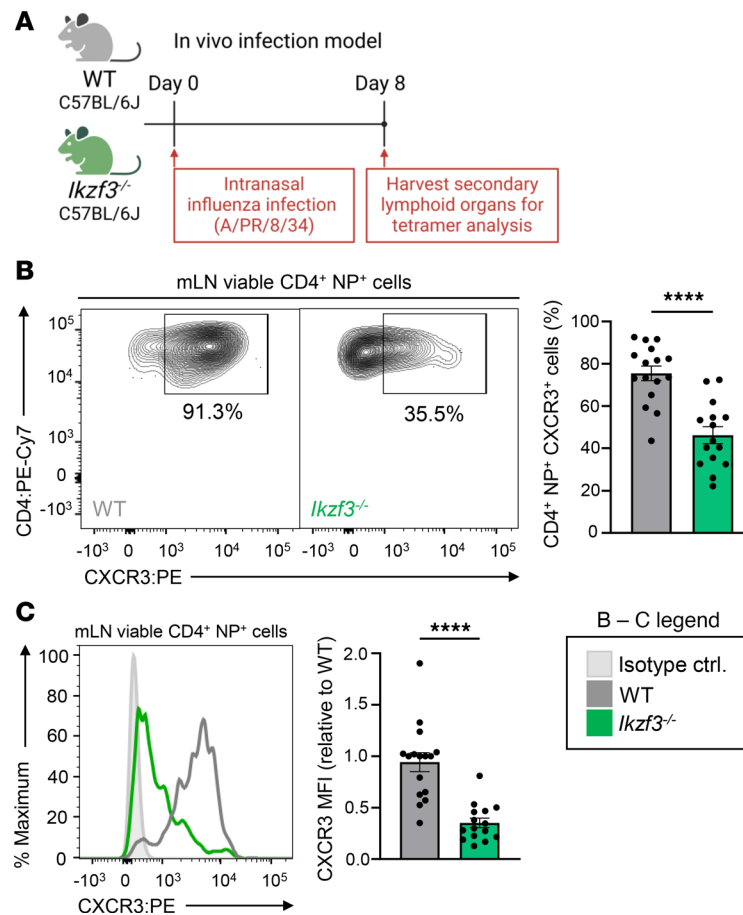 A
In vivo infection model
WT
C57BL/6J
Day 0
Day 8
Ikzf3-/-
C57BL/6J
Intranasal
influenza infection
(A/PR/8/34)
Harvest secondary
lymphoid organs for
tetramer analysis
B
mLN viable CD4+ NP+ cells
CD4:PE-Cy7
10⁵
10⁴
10³
0
-10³
91.3%
WT
35.5%
Ikzf3-/-
-10³ 0 10³ 10⁴ 10⁵
-10³ 0 10³ 10⁴ 10⁵
CXCR3:PE
CD4+ NP+ CXCR3+ cells (%)
100
80
60
40
20
0
****
C
mLN viable CD4+ NP+ cells
% Maximum
100
80
60
40
20
0
-10³ 0 10³ 10⁴ 10⁵
CXCR3:PE
CXCR3 MFI (relative to WT)
2.0
1.5
1.0
0.5
0.0
****
B – C legend
Isotype ctrl.
WT
Ikzf3-/-